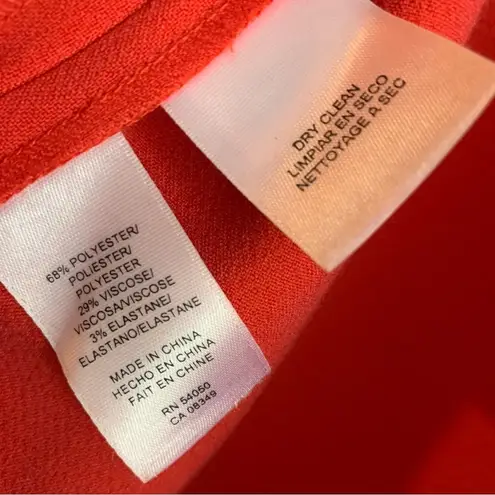 68% POLYESTER/
POLIESTER/
POLYESTER
29% VISCOSE/
VISCOSA/VISCOSE
3% ELASTANE/
ELASTANO/ELASTANE
MADE IN CHINA
HECHO EN CHINA
FAIT EN CHINE
RN 54050
CA 08349
DRY CLEAN
LIMPIAR EN SECO
NETTOYAGE A SEC